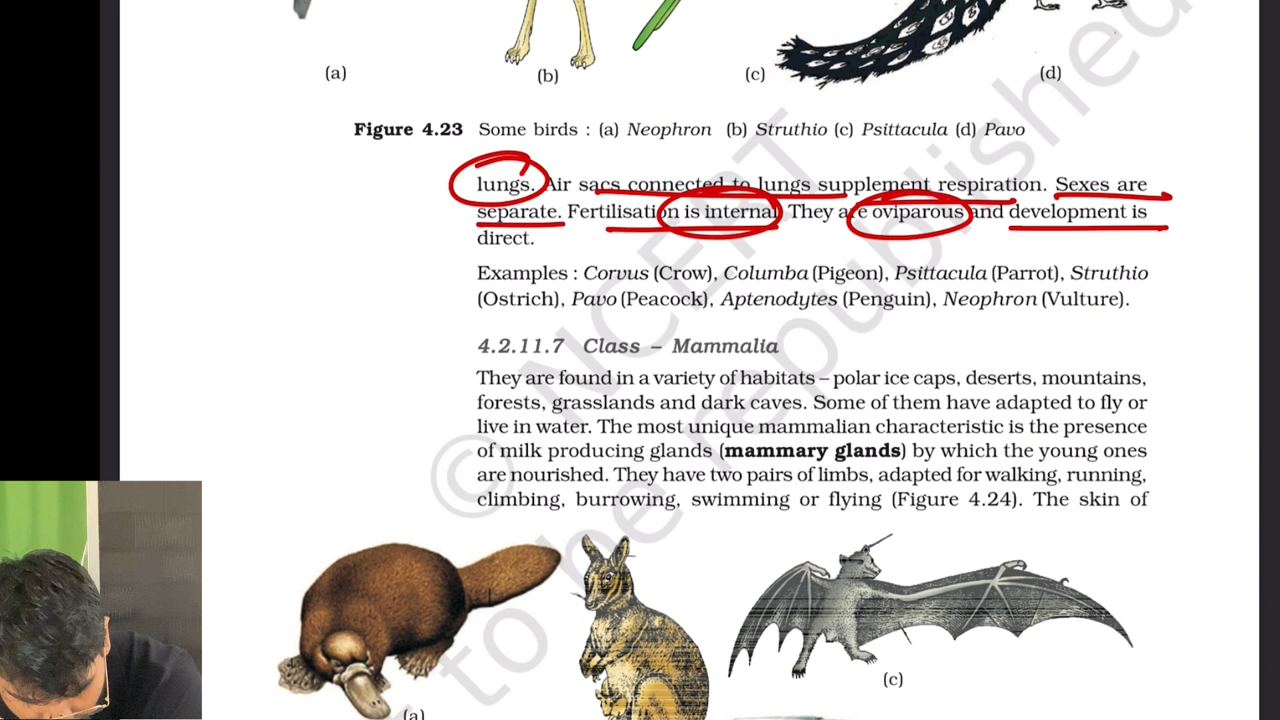 (a)
(b)
(c)
(d)
Figure 4.23 Some birds : (a) Neophron (b) Struthio (c) Psittacula (d) Pavo
lungs. Air sacs connected to lungs supplement respiration. Sexes are
separate. Fertilisation is internal. They are oviparous and development is
direct.
Examples : Corvus (Crow), Columba (Pigeon), Psittacula (Parrot), Struthio
(Ostrich), Pavo (Peacock), Aptenodytes (Penguin), Neophron (Vulture).
4.2.11.7 Class – Mammalia
They are found in a variety of habitats – polar ice caps, deserts, mountains,
forests, grasslands and dark caves. Some of them have adapted to fly or
live in water. The most unique mammalian characteristic is the presence
of milk producing glands (mammary glands) by which the young ones
are nourished. They have two pairs of limbs, adapted for walking, running,
climbing, burrowing, swimming or flying (Figure 4.24). The skin of
(c)
(a)
© NCERT
to be republished